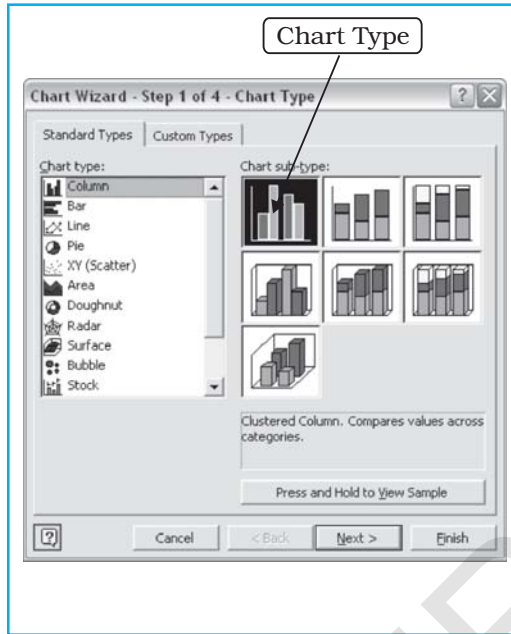 Chart Type
Chart Wizard - Step 1 of 4 - Chart Type
Standard Types
Custom Types
Chart type:
Column
Bar
Line
Pie
XY (Scatter)
Area
Doughnut
Radar
Surface
Bubble
Stock
Chart sub-type:
Clustered Column. Compares values across
categories.
Press and Hold to View Sample
Cancel
< Back
Next >
Finish